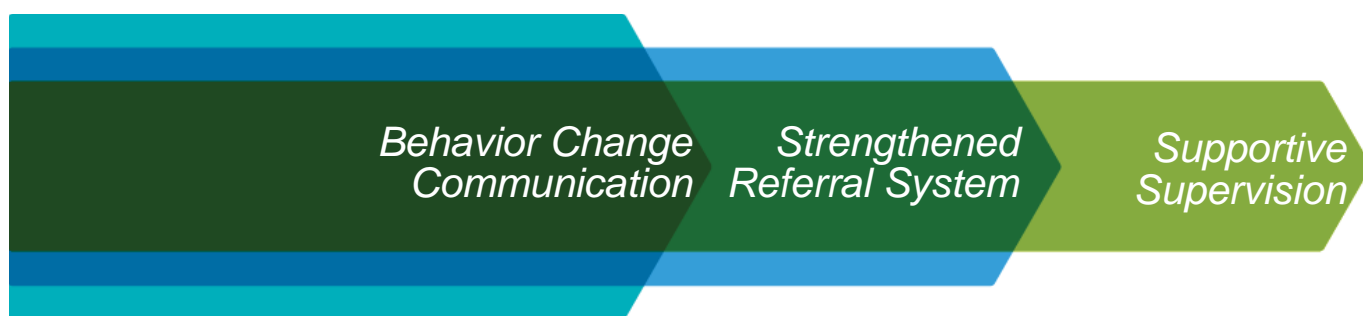 Behavior Change
Communication
Strengthened
Referral System
Supportive
Supervision